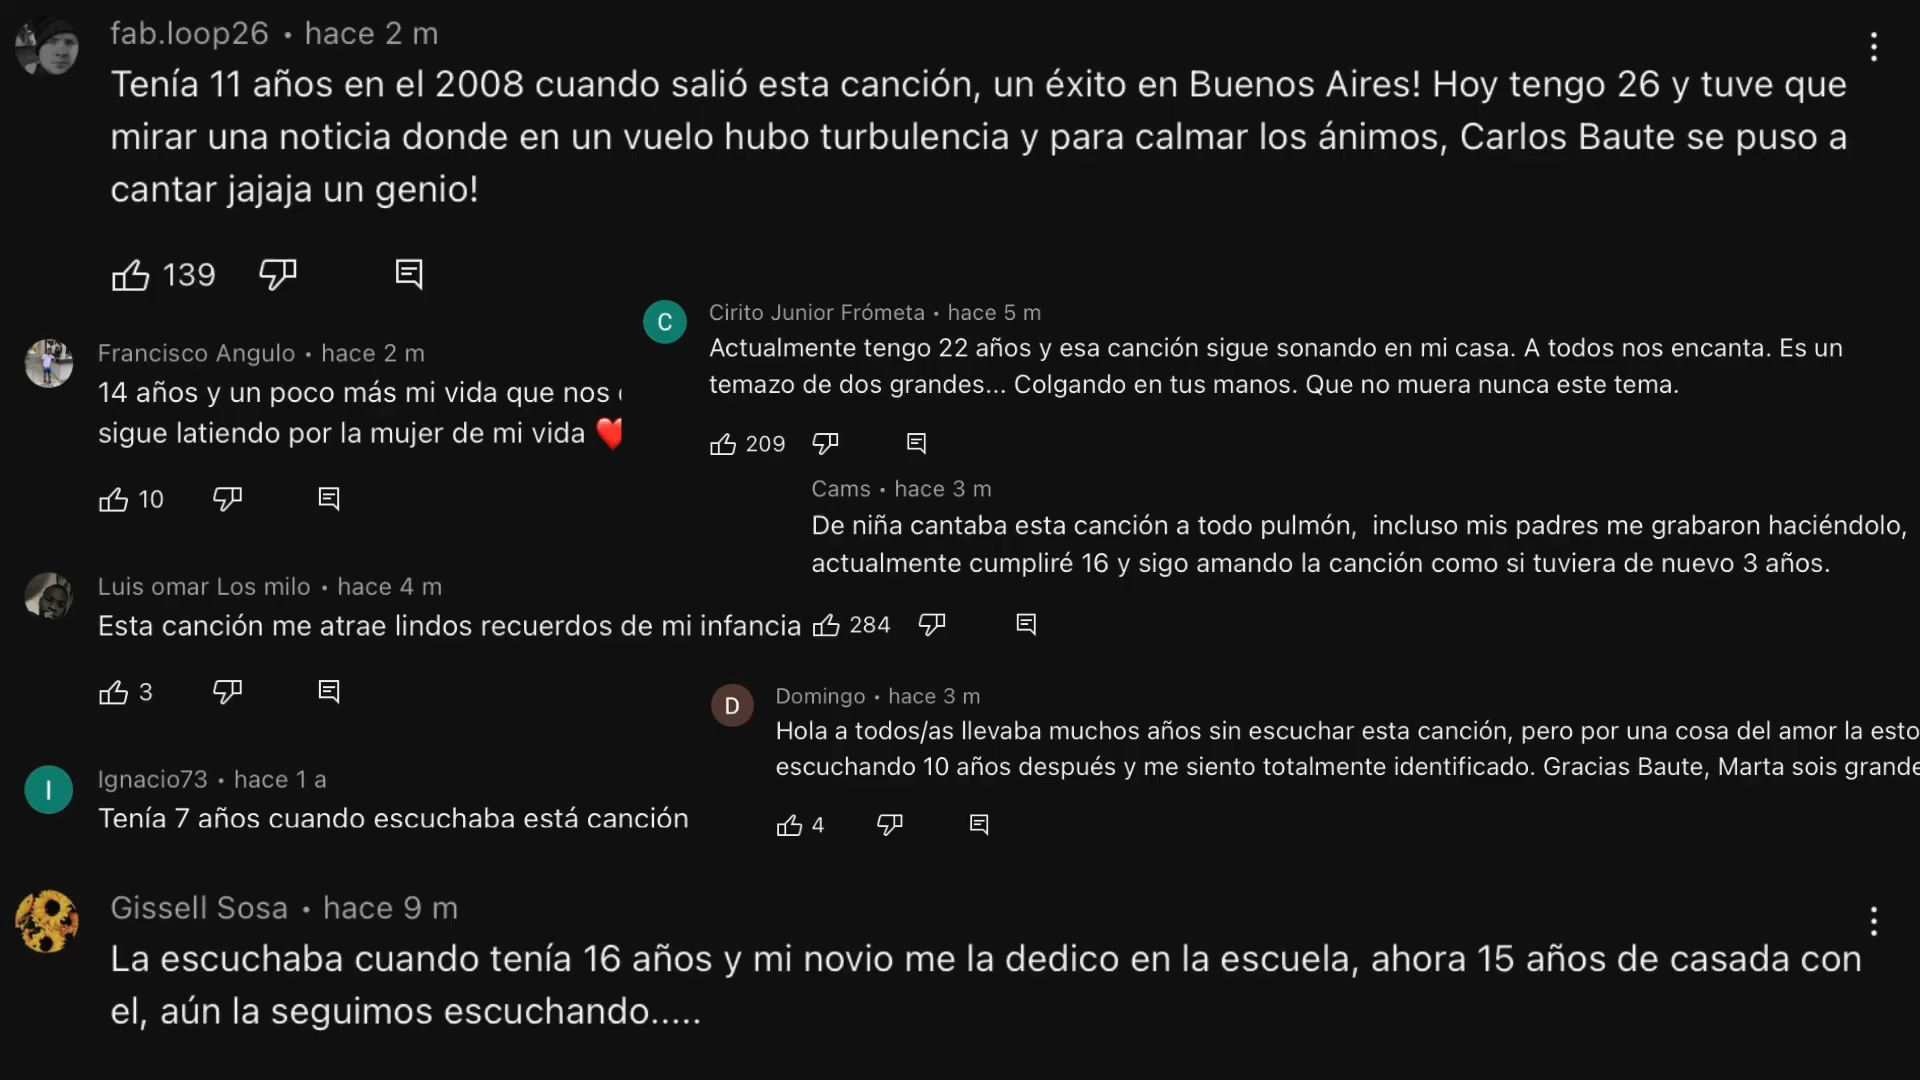 fab.loop26 • hace 2 m
Tenía 11 años en el 2008 cuando salió esta canción, un éxito en Buenos Aires! Hoy tengo 26 y tuve que
mirar una noticia donde en un vuelo hubo turbulencia y para calmar los ánimos, Carlos Baute se puso a
cantar jajaja un genio!
139
Francisco Angulo • hace 2 m
14 años y un poco más mi vida que nos
sigue latiendo por la mujer de mi vida ❤️
10
Cirito Junior Frómeta • hace 5 m
Actualmente tengo 22 años y esa canción sigue sonando en mi casa. A todos nos encanta. Es un
temazo de dos grandes... Colgando en tus manos. Que no muera nunca este tema.
209
Cams • hace 3 m
De niña cantaba esta canción a todo pulmón, incluso mis padres me grabaron haciéndolo,
actualmente cumpliré 16 y sigo amando la canción como si tuviera de nuevo 3 años.
284
Luis omar Los milo • hace 4 m
Esta canción me atrae lindos recuerdos de mi infancia
3
D
Domingo • hace 3 m
Hola a todos/as llevaba muchos años sin escuchar esta canción, pero por una cosa del amor la esto
escuchando 10 años después y me siento totalmente identificado. Gracias Baute, Marta sois grande
4
I
Ignacio73 • hace 1 a
Tenía 7 años cuando escuchaba está canción
C
Gissell Sosa • hace 9 m
La escuchaba cuando tenía 16 años y mi novio me la dedico en la escuela, ahora 15 años de casada con
el, aún la seguimos escuchando.....